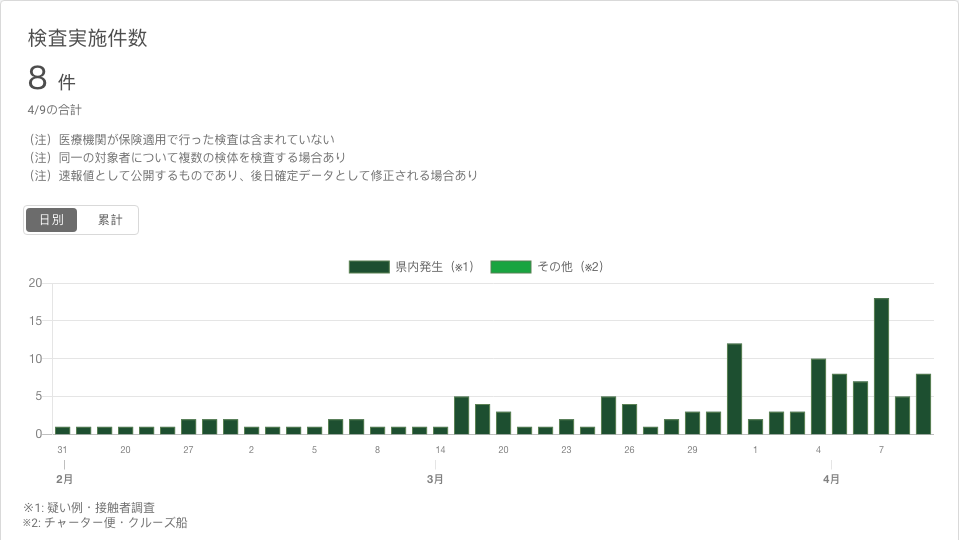 検査実施件数
8 件
4/9の合計
（注）医療機関が保険適用で行った検査は含まれていない
（注）同一の対象者について複数の検体を検査する場合あり
（注）速報値として公開するものであり、後日確定データとして修正される場合あり
日別 累計
県内発生（※1） その他（※2）
20
15
10
5
0
31 20 27 2 5 8 14 20 23 26 29 1 4 7
2月 3月 4月
※1: 疑い例・接触者調査
※2: チャーター便・クルーズ船